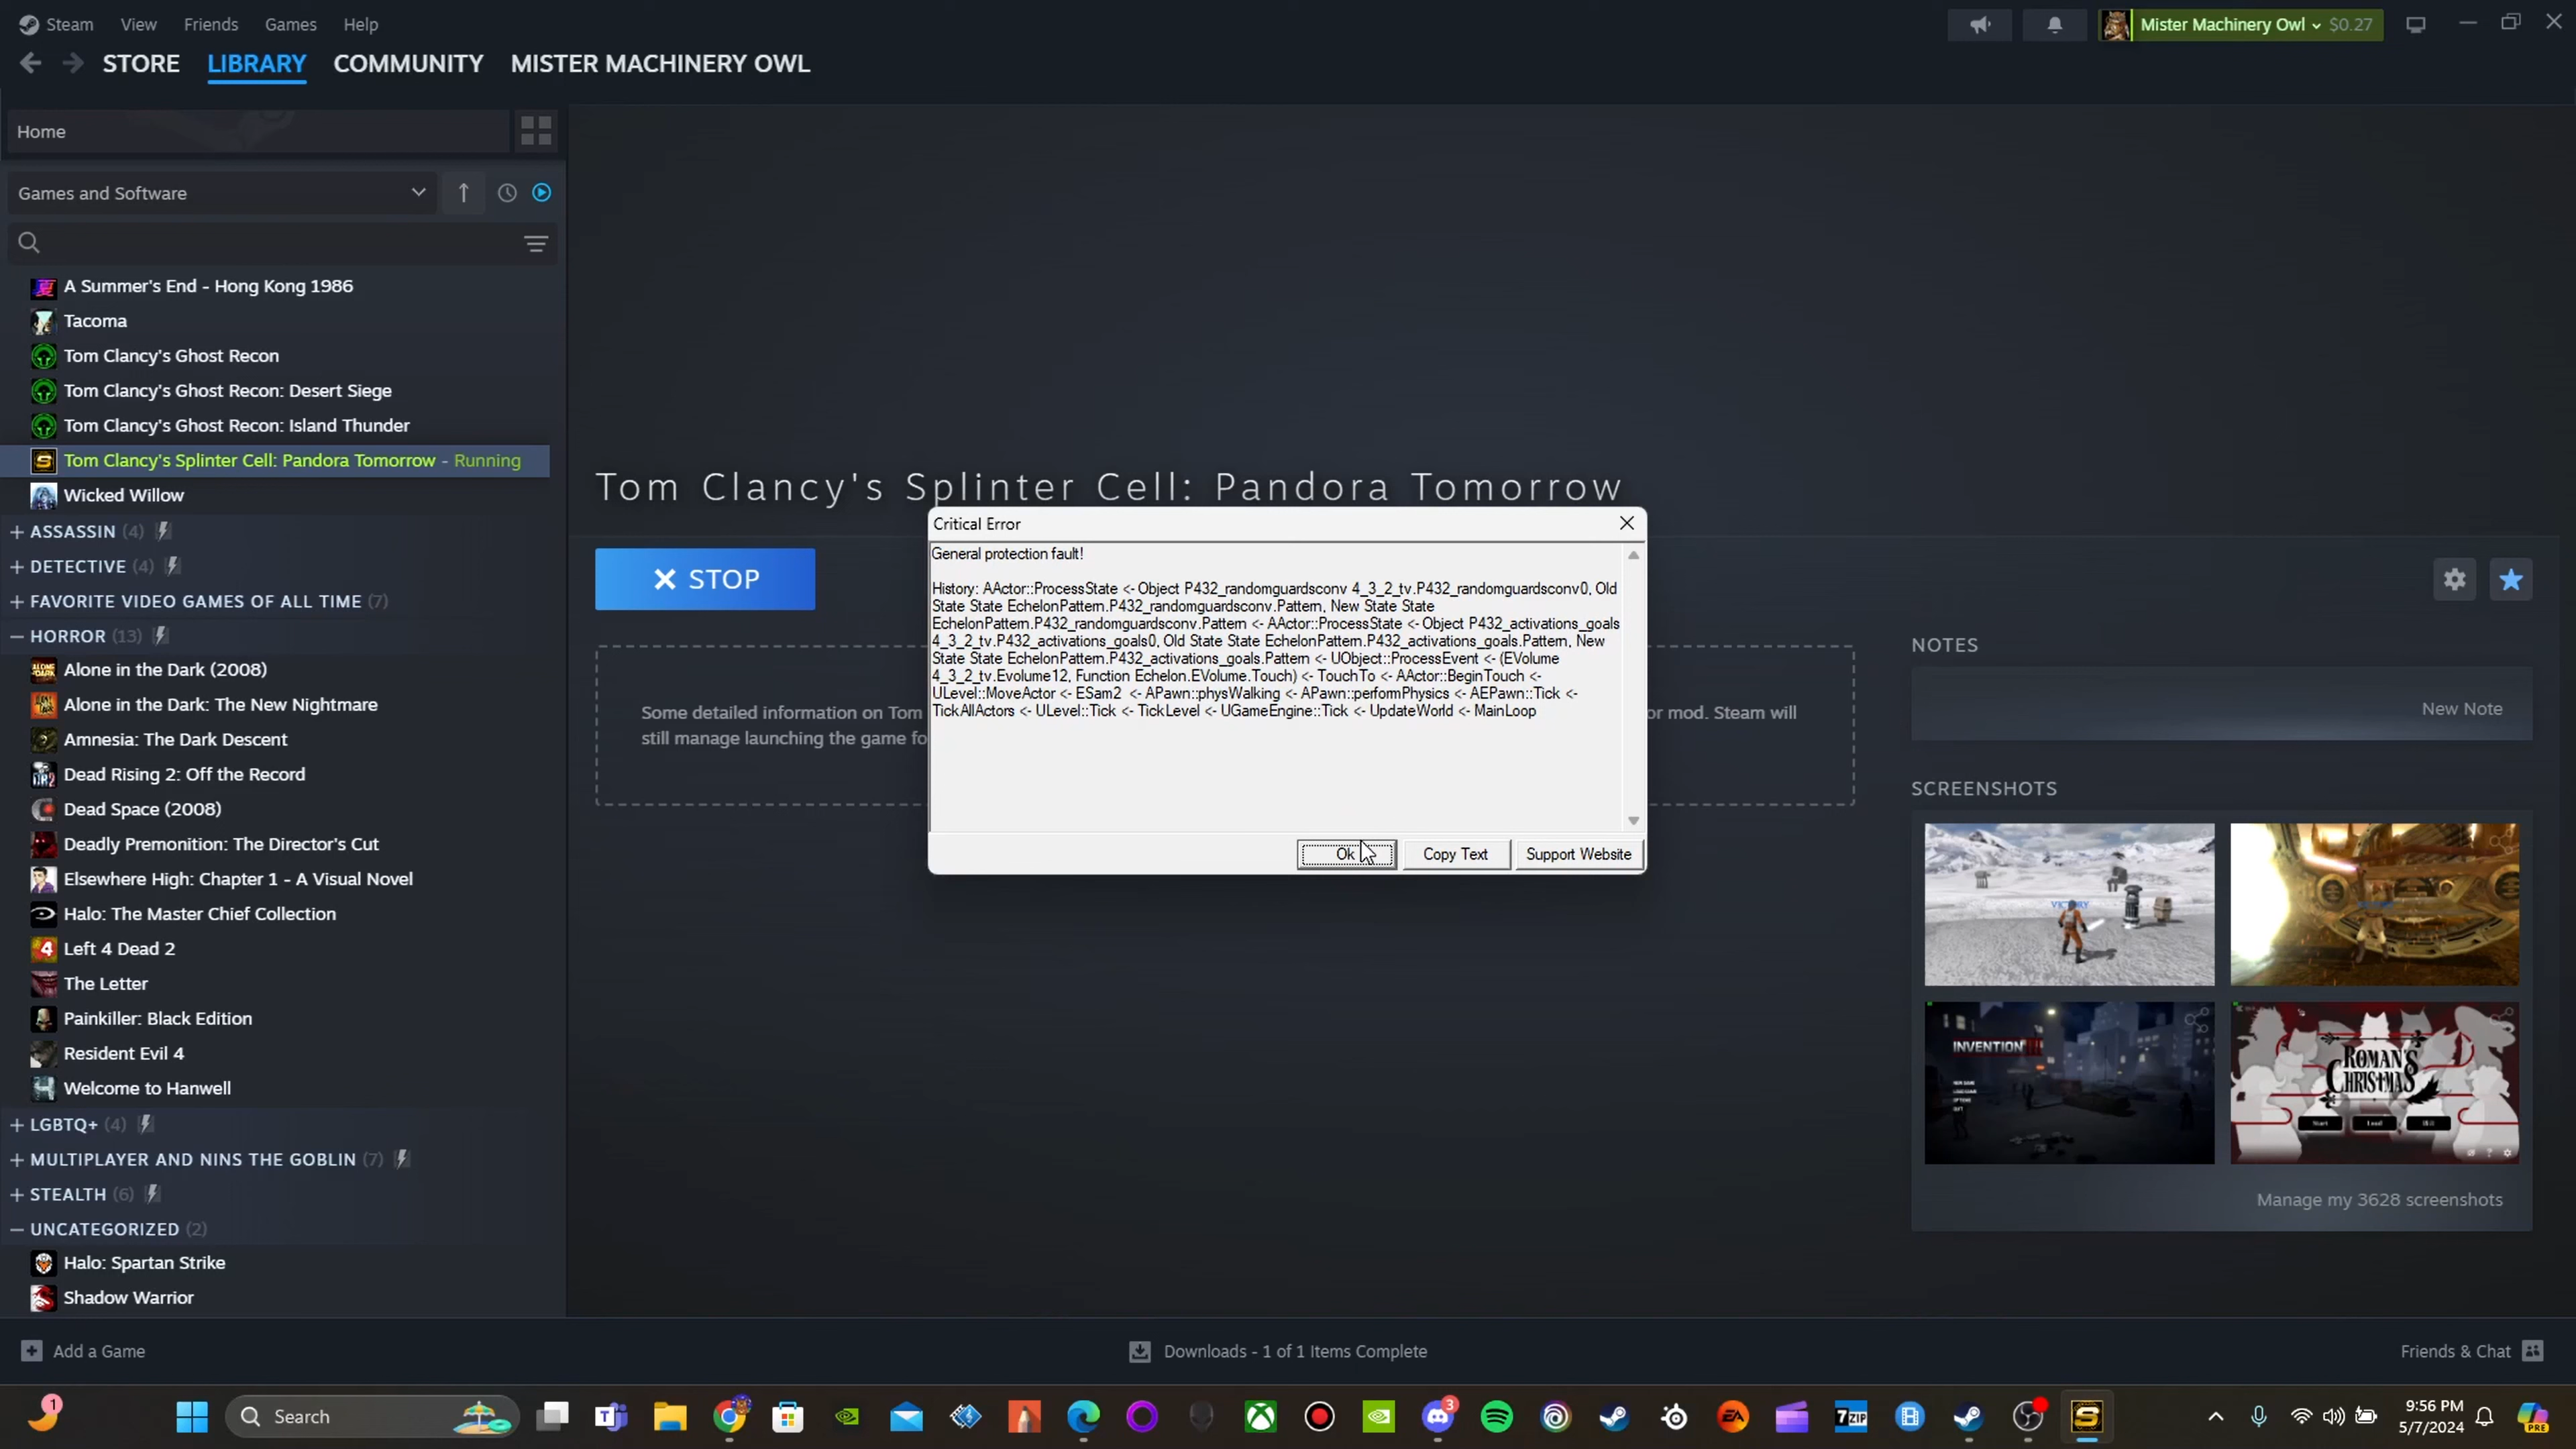 Steam View Friends Games Help
Mister Machinery Owl $0.27
STORE LIBRARY COMMUNITY MISTER MACHINERY OWL
Home
Games and Software
A Summer's End - Hong Kong 1986
Tacoma
Tom Clancy's Ghost Recon
Tom Clancy's Ghost Recon: Desert Siege
Tom Clancy's Ghost Recon: Island Thunder
Tom Clancy's Splinter Cell: Pandora Tomorrow - Running
Wicked Willow
ASSASSIN (4)
DETECTIVE (4)
FAVORITE VIDEO GAMES OF ALL TIME (7)
HORROR (13)
Alone in the Dark (2008)
Alone in the Dark: The New Nightmare
Amnesia: The Dark Descent
Dead Rising 2: Off the Record
Dead Space (2008)
Deadly Premonition: The Director's Cut
Elsewhere High: Chapter 1 - A Visual Novel
Halo: The Master Chief Collection
Left 4 Dead 2
The Letter
Painkiller: Black Edition
Resident Evil 4
Welcome to Hanwell
LGBTQ+ (4)
MULTIPLAYER AND NINS THE GOBLIN (7)
STEALTH (6)
UNCATEGORIZED (2)
Halo: Spartan Strike
Shadow Warrior
Tom Clancy's Splinter Cell: Pandora Tomorrow
STOP
Some detailed information on Tom
or mod. Steam will
still manage launching the game fo
Critical Error
General protection fault!
History: AActor::ProcessState <- Object P432_randomguardsconv 4_3_2_tv.P432_randomguardsconv0, Old
State State EchelonPattern.P432_randomguardsconv.Pattern, New State State
EchelonPattern.P432_randomguardsconv.Pattern <- AActor::ProcessState <- Object P432_activations_goals
4_3_2_tv.P432_activations_goals0, Old State State EchelonPattern.P432_activations_goals.Pattern, New
State State EchelonPattern.P432_activations_goals.Pattern <- UObject::ProcessEvent <- (EVolume
4_3_2_tv.Evolume12, Function Echelon.EVolume.Touch) <- TouchTo <- AActor::BeginTouch <-
ULevel::MoveActor <- ESam2 <- APawn::physWalking <- APawn::performPhysics <- AEPawn::Tick <-
TickAllActors <- ULevel::Tick <- TickLevel <- UGameEngine::Tick <- UpdateWorld <- MainLoop
Ok Copy Text Support Website
NOTES
New Note
SCREENSHOTS
VICTORY
INVENTION
ROMAN'S
CHRISTMAS
Start Load
Manage my 3628 screenshots
Add a Game
Downloads - 1 of 1 Items Complete
Friends & Chat
1
Search
3
7ZIP
EA
PRE
9:56 PM
5/7/2024